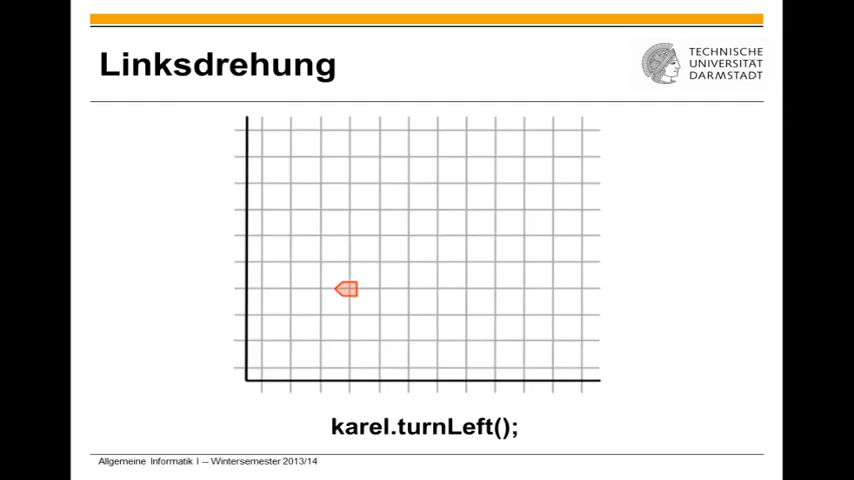 Linksdrehung
TECHNISCHE
UNIVERSITÄT
DARMSTADT
karel.turnLeft();
Allgemeine Informatik I -- Wintersemester 2013/14